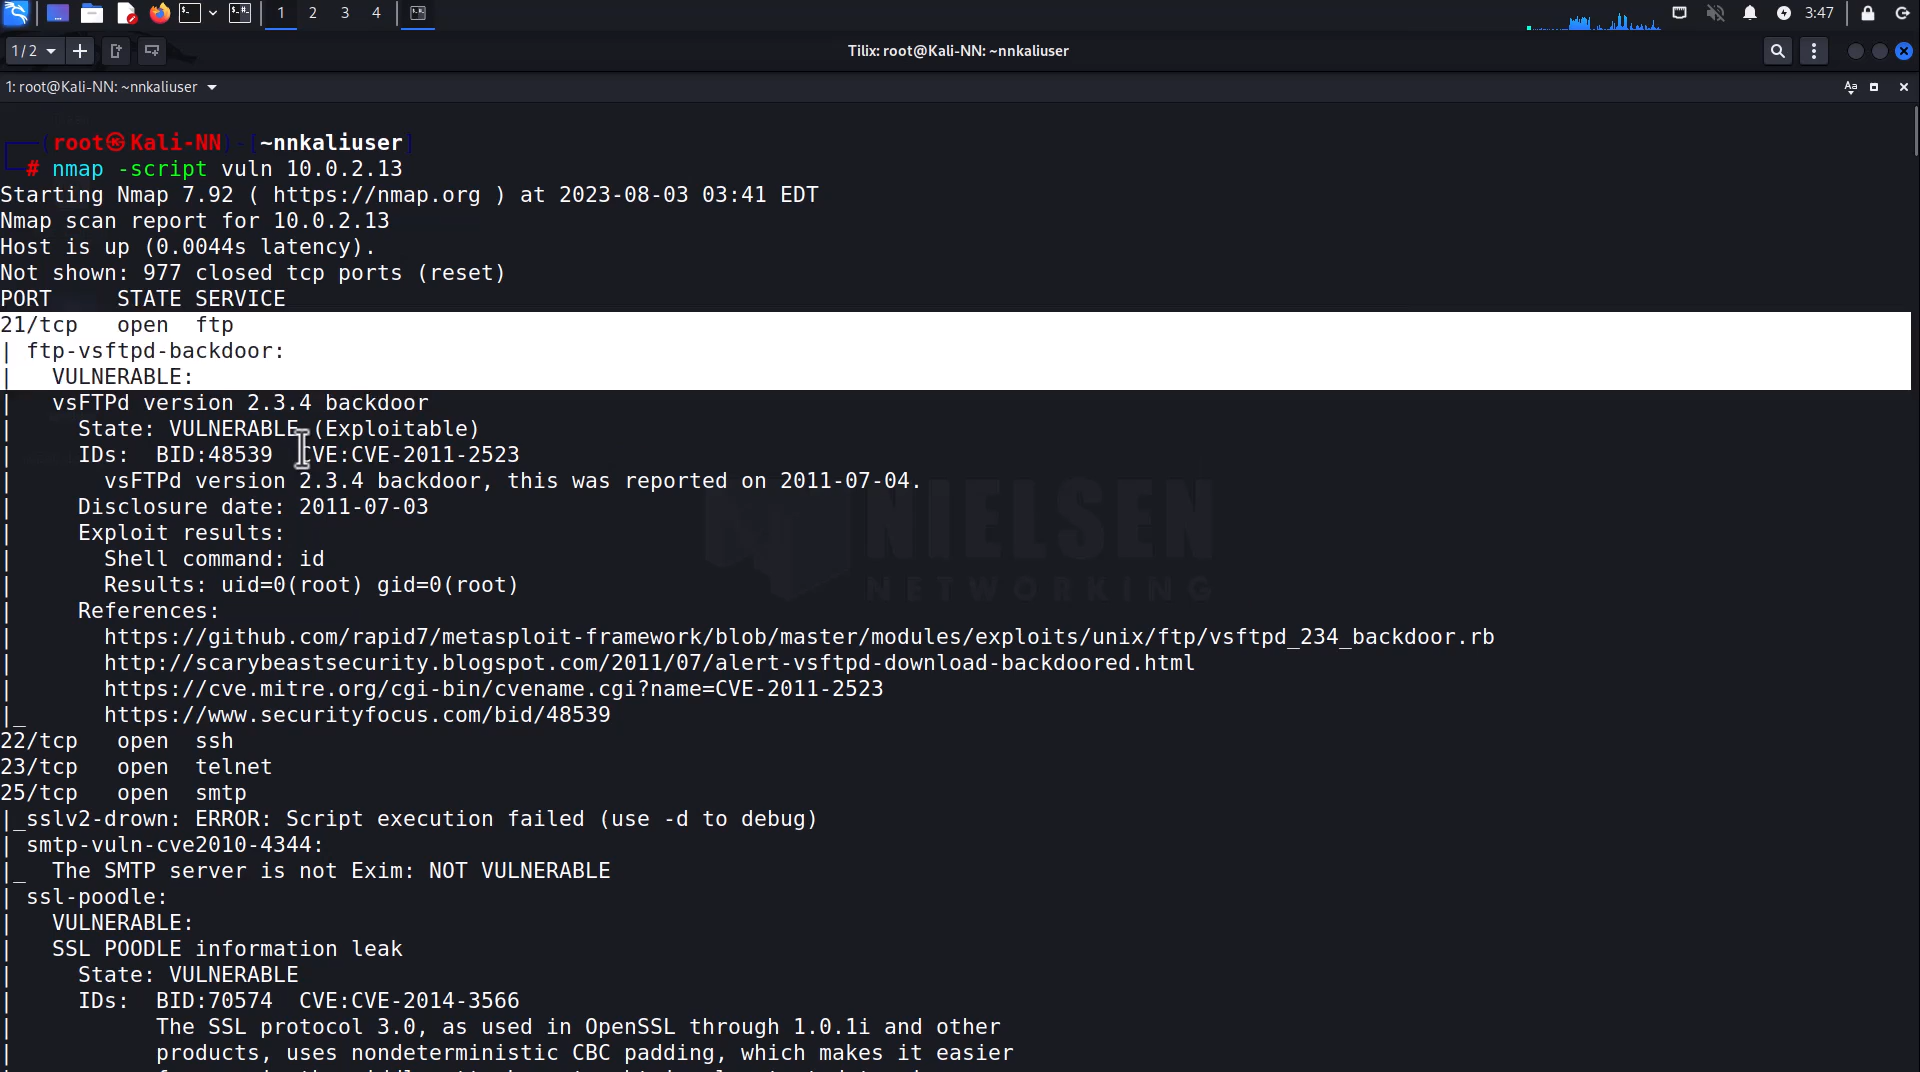 1 2 3 4 3:47
1/2 Tilix: root@Kali-NN: ~nnkaliuser
1: root@Kali-NN: ~nnkaliuser
(root㉿Kali-NN)-[~nnkaliuser]
# nmap -script vuln 10.0.2.13
Starting Nmap 7.92 ( https://nmap.org ) at 2023-08-03 03:41 EDT
Nmap scan report for 10.0.2.13
Host is up (0.0044s latency).
Not shown: 977 closed tcp ports (reset)
PORT     STATE SERVICE
21/tcp   open  ftp
| ftp-vsftpd-backdoor:
|   VULNERABLE:
|   vsFTPd version 2.3.4 backdoor
|     State: VULNERABLE (Exploitable)
|     IDs:  BID:48539  CVE:CVE-2011-2523
|       vsFTPd version 2.3.4 backdoor, this was reported on 2011-07-04.
|     Disclosure date: 2011-07-03
|     Exploit results:
|       Shell command: id
|       Results: uid=0(root) gid=0(root)
|     References:
|       https://github.com/rapid7/metasploit-framework/blob/master/modules/exploits/unix/ftp/vsftpd_234_backdoor.rb
|       http://scarybeastsecurity.blogspot.com/2011/07/alert-vsftpd-download-backdoored.html
|       https://cve.mitre.org/cgi-bin/cvename.cgi?name=CVE-2011-2523
|_      https://www.securityfocus.com/bid/48539
22/tcp   open  ssh
23/tcp   open  telnet
25/tcp   open  smtp
|_sslv2-drown: ERROR: Script execution failed (use -d to debug)
| smtp-vuln-cve2010-4344:
|_  The SMTP server is not Exim: NOT VULNERABLE
| ssl-poodle:
|   VULNERABLE:
|   SSL POODLE information leak
|     State: VULNERABLE
|     IDs:  BID:70574  CVE:CVE-2014-3566
|           The SSL protocol 3.0, as used in OpenSSL through 1.0.1i and other
|           products, uses nondeterministic CBC padding, which makes it easier
NIELSEN
NETWORKING